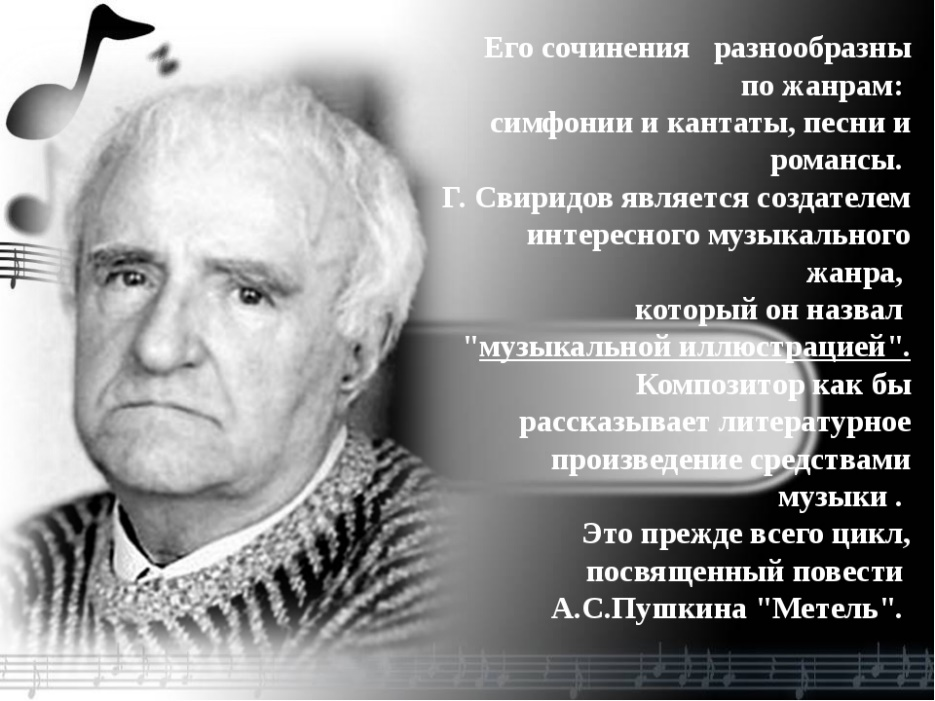 Его сочинения разнообразны
по жанрам:
симфонии и кантаты, песни и
романсы.
Г. Свиридов является создателем
интересного музыкального
жанра,
который он назвал
"музыкальной иллюстрацией".
Композитор как бы
рассказывает литературное
произведение средствами
музыки .
Это прежде всего цикл,
посвященный повести
А.С.Пушкина "Метель".